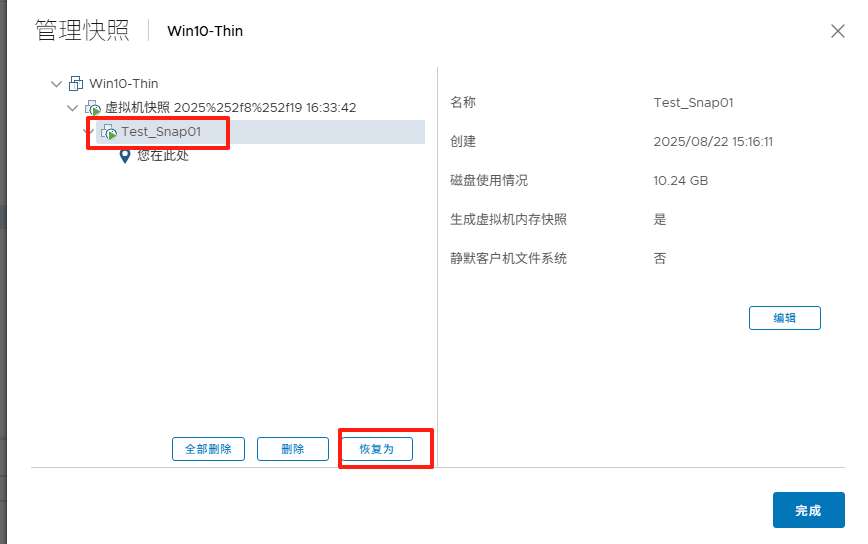 管理快照 Win10-Thin
Win10-Thin
虚拟机快照 2025%252f8%252f19 16:33:42
Test_Snap01
您在此处
名称 Test_Snap01
创建 2025/08/22 15:16:11
磁盘使用情况 10.24 GB
生成虚拟机内存快照 是
静默客户机文件系统 否
编辑
全部删除 删除 恢复为
完成